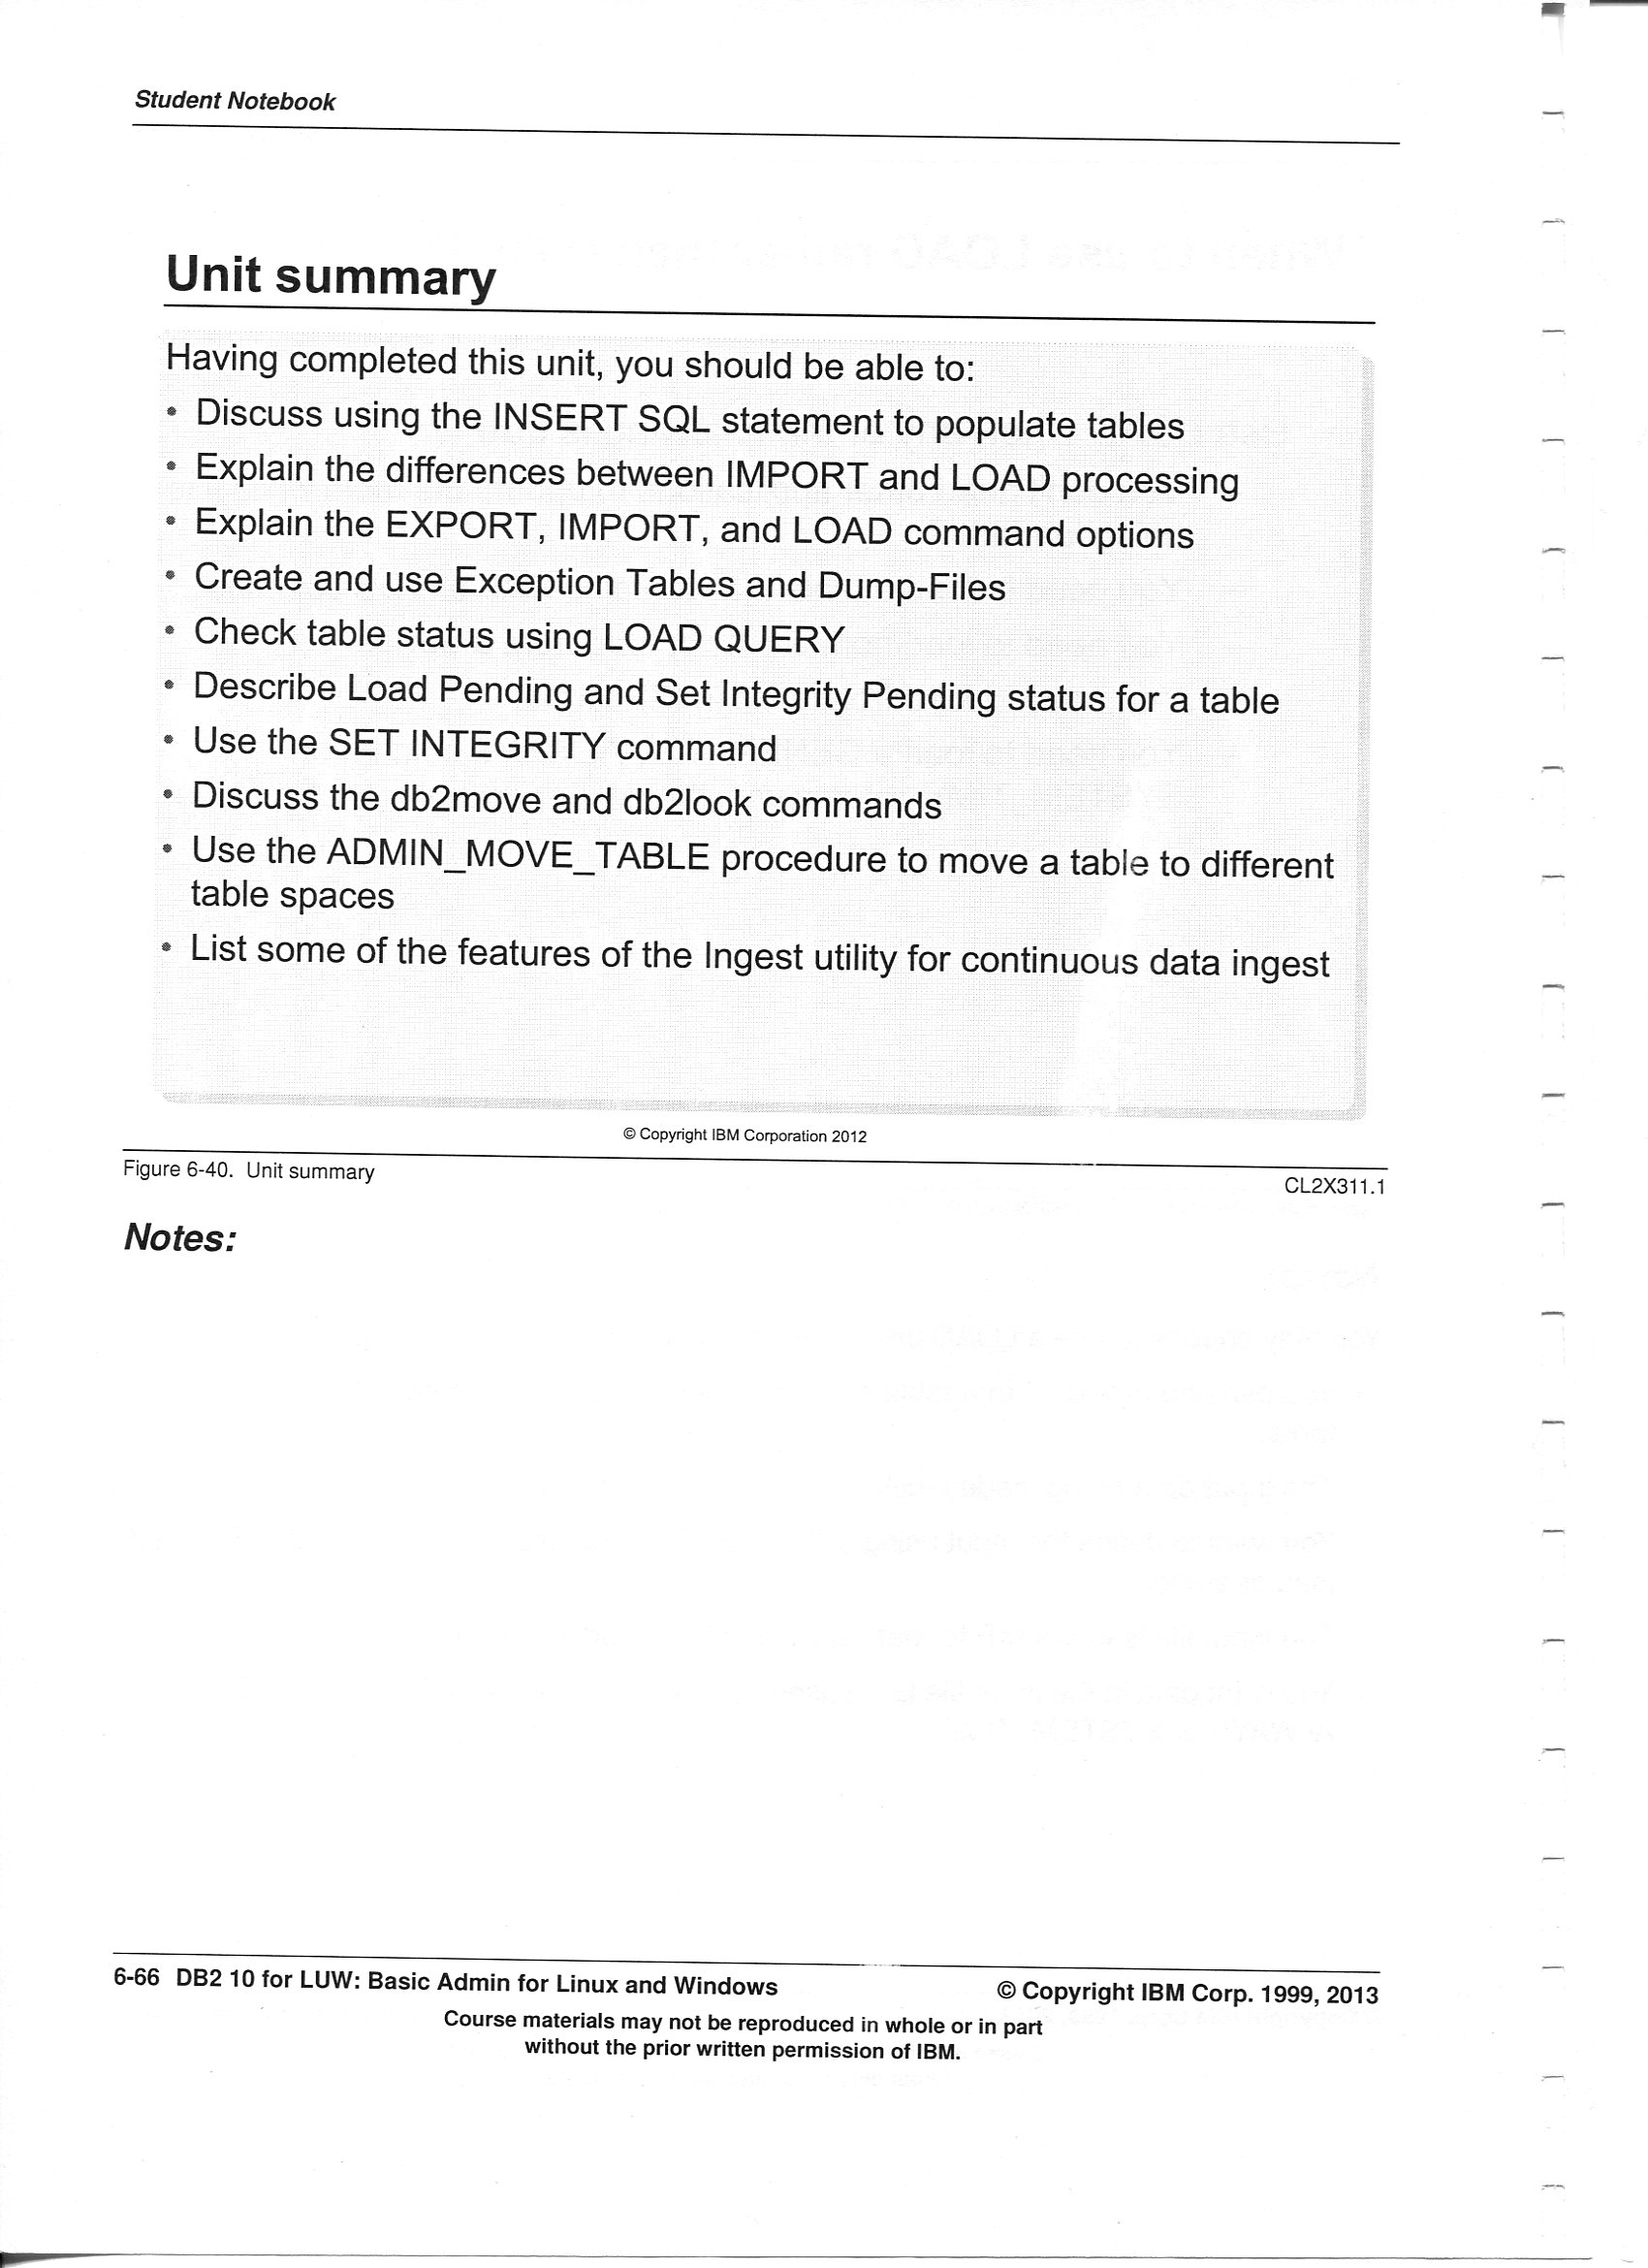 Student Notebook
Unit summary
Having completed this unit, you should be able to:
• Discuss using the INSERT SQL statement to populate tables
• Explain the differences between IMPORT and LOAD processing
• Explain the EXPORT, IMPORT, and LOAD command options
• Create and use Exception Tables and Dump-Files
• Check table status using LOAD QUERY
• Describe Load Pending and Set Integrity Pending status for a table
• Use the SET INTEGRITY command
• Discuss the db2move and db2look commands
• Use the ADMIN_MOVE_TABLE procedure to move a table to different
table spaces
• List some of the features of the Ingest utility for continuous data ingest
© Copyright IBM Corporation 2012
Figure 6-40. Unit summary
CL2X311.1
Notes:
6-66 DB2 10 for LUW: Basic Admin for Linux and Windows
© Copyright IBM Corp. 1999, 2013
Course materials may not be reproduced in whole or in part
without the prior written permission of IBM.